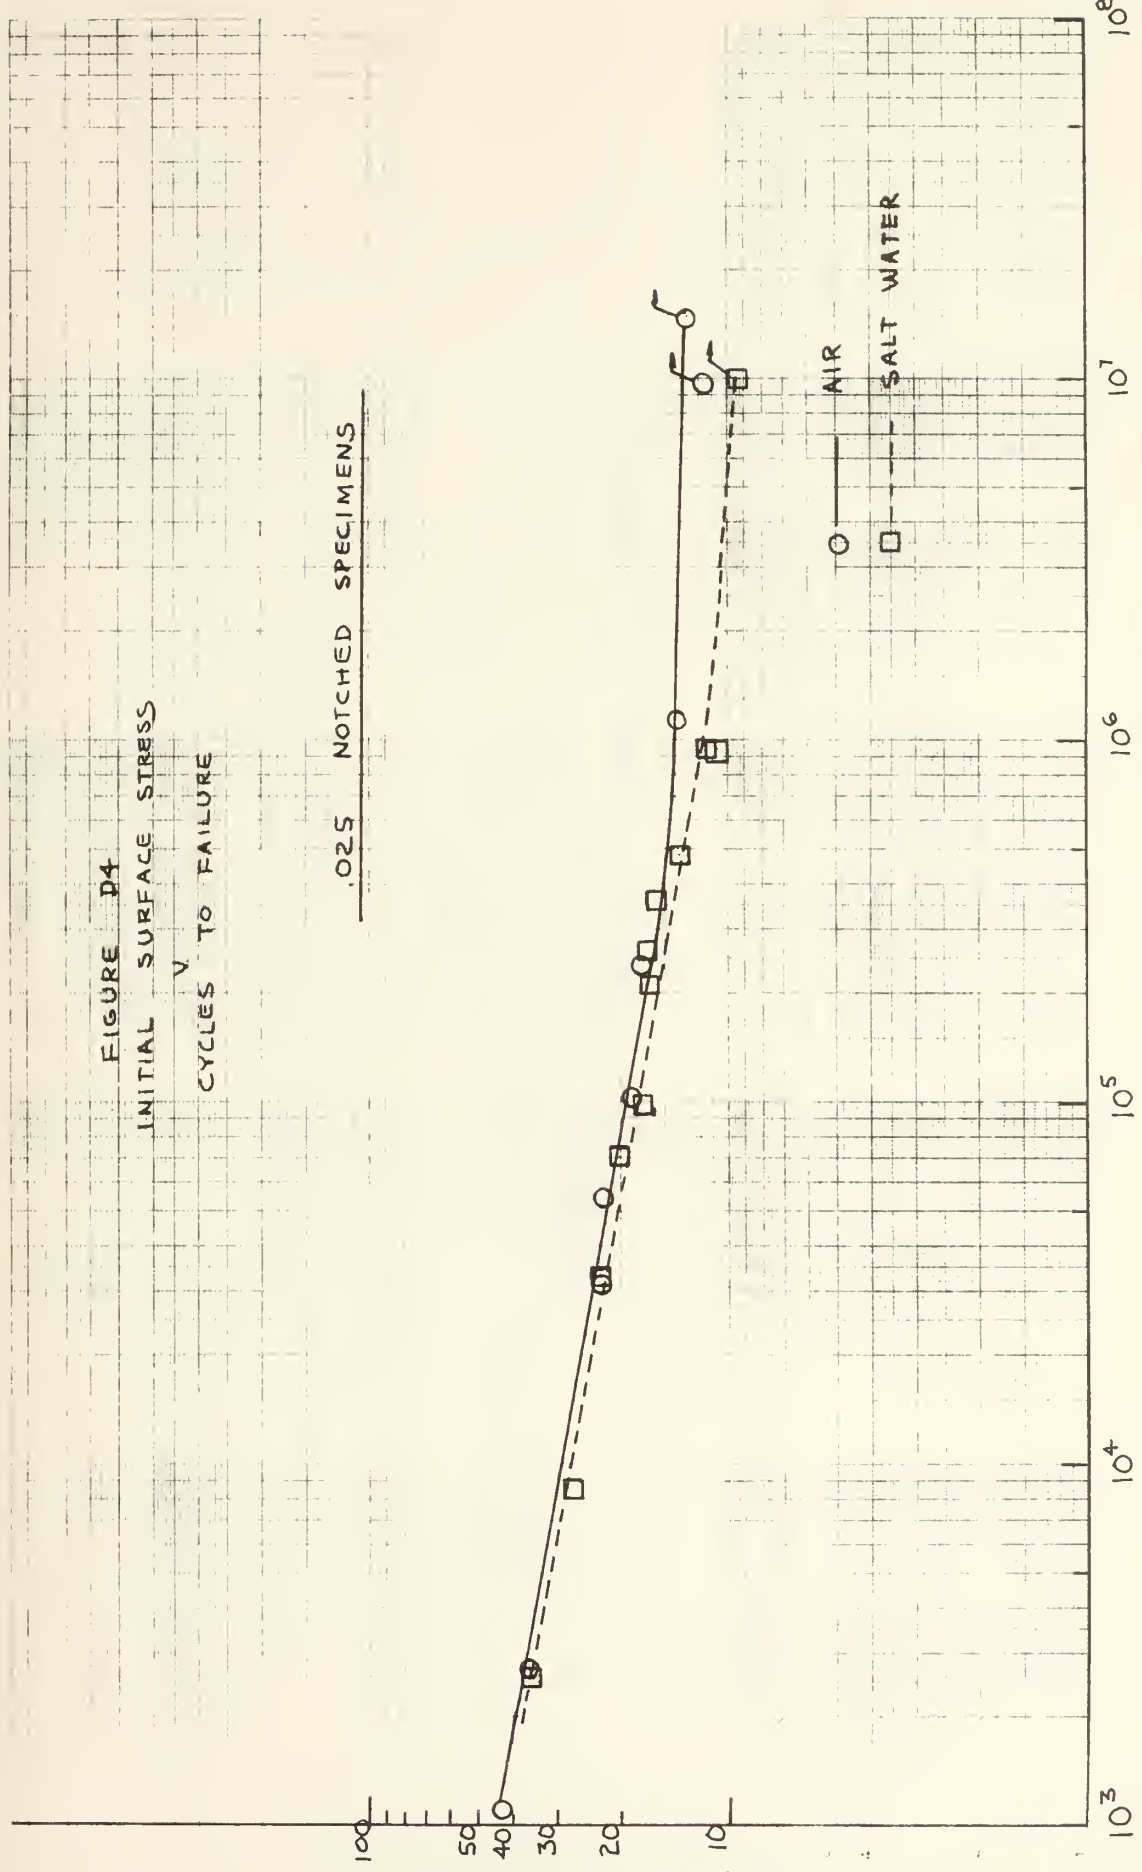 FIGURE D4
INITIAL SURFACE STRESS
V
CYCLES TO FAILURE
.025 NOTCHED SPECIMENS
100
50
40
30
20
10
AIR
SALT WATER
10³
10⁴
10⁵
10⁶
10⁷
10⁸